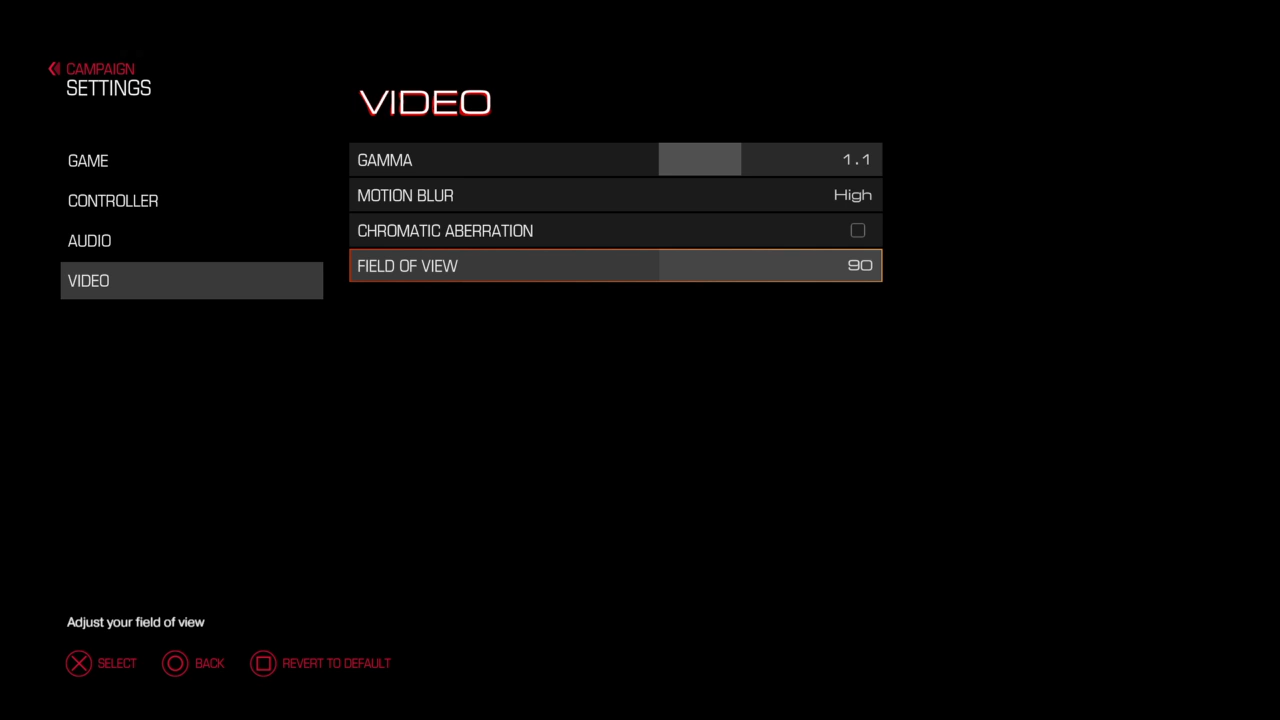 CAMPAIGN
SETTINGS
VIDEO
GAME
CONTROLLER
AUDIO
VIDEO
GAMMA 1.1
MOTION BLUR High
CHROMATIC ABERRATION
FIELD OF VIEW 90
Adjust your field of view
SELECT BACK REVERT TO DEFAULT